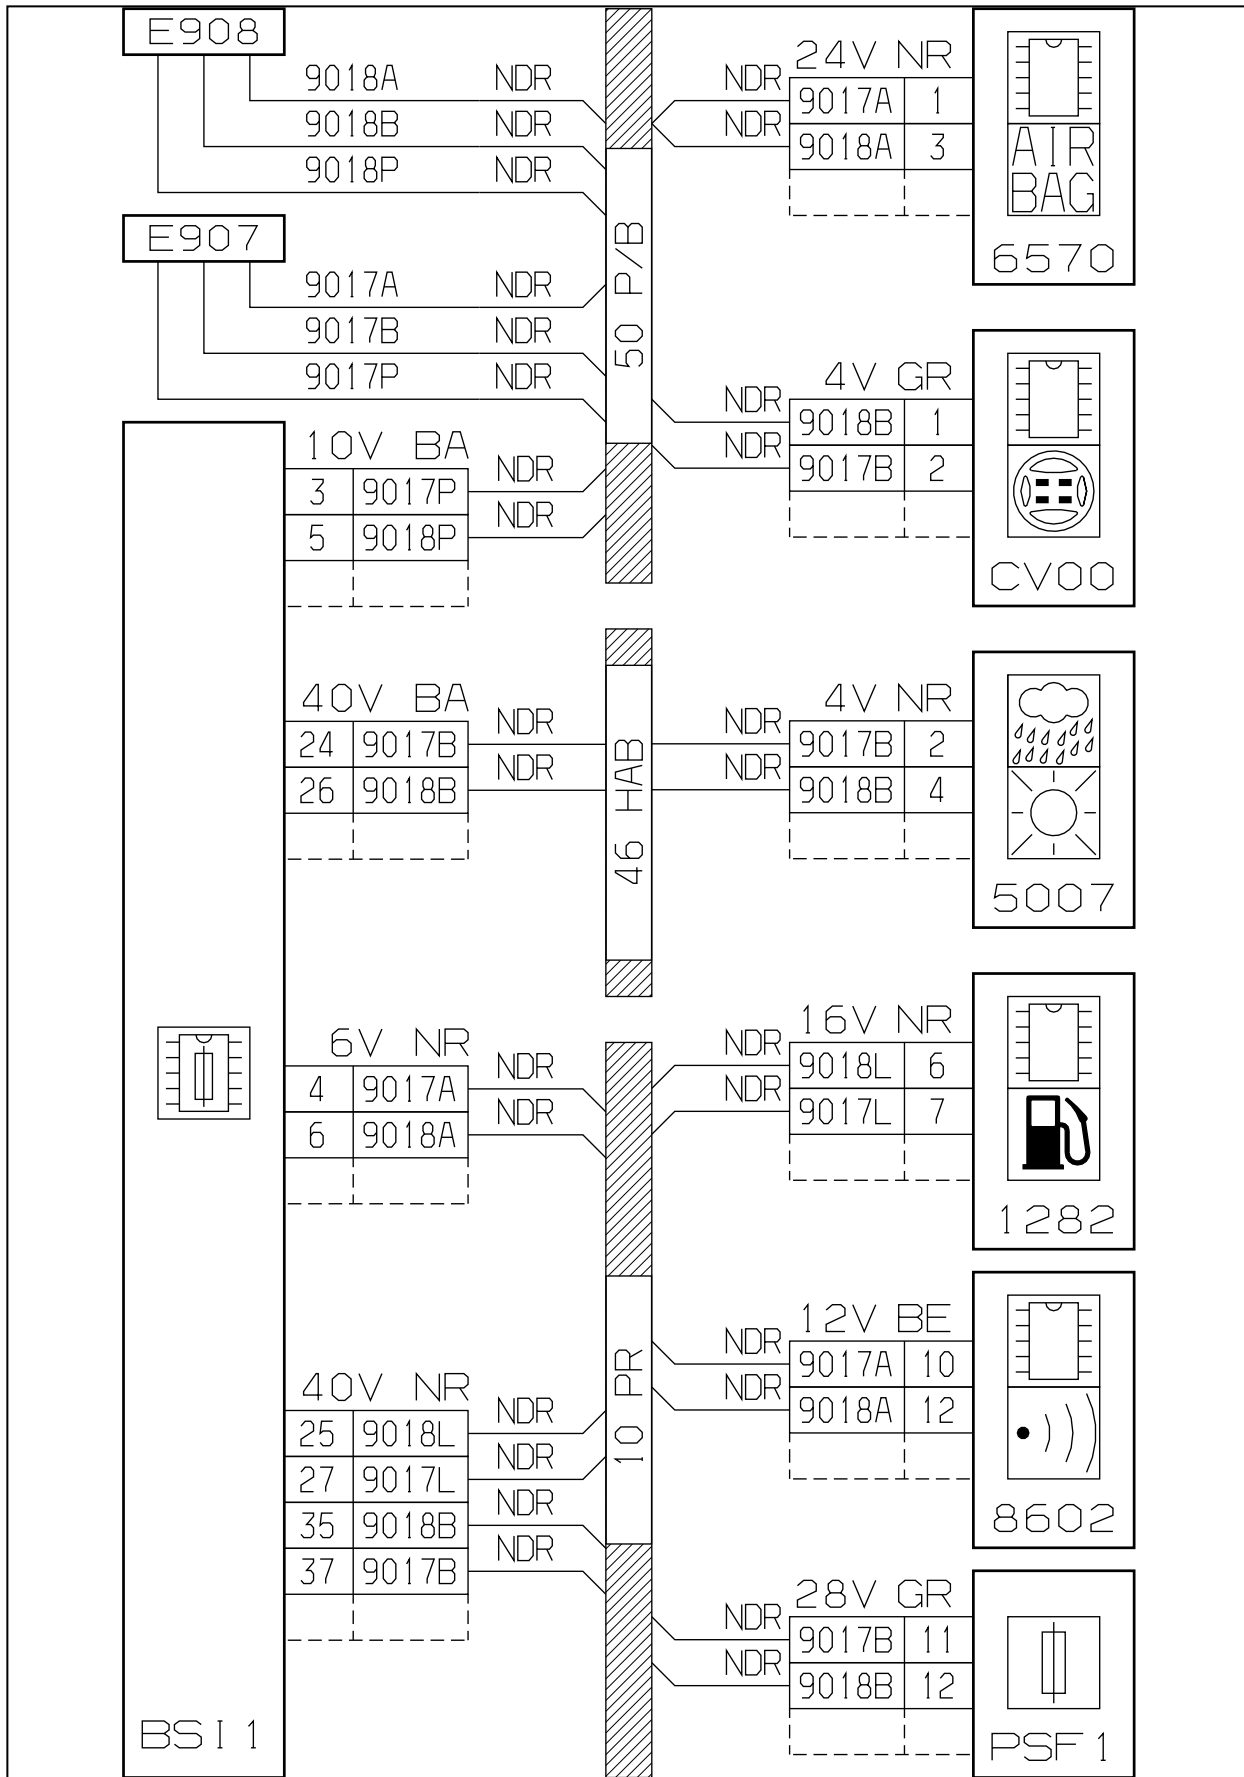 E908
9018A NDR
9018B NDR
9018P NDR
E907
9017A NDR
9017B NDR
9017P NDR
10V BA
3 9017P NDR
5 9018P NDR
40V BA
24 9017B NDR
26 9018B NDR
6V NR
4 9017A NDR
6 9018A NDR
40V NR
25 9018L NDR
27 9017L NDR
35 9018B NDR
37 9017B NDR
BSI1
50 P/B
46 HAB
10 PR
24V NR
NDR 9017A 1
NDR 9018A 3
AIR
BAG
6570
4V GR
NDR 9018B 1
NDR 9017B 2
CV00
4V NR
NDR 9017B 2
NDR 9018B 4
5007
16V NR
NDR 9018L 6
NDR 9017L 7
1282
12V BE
NDR 9017A 10
NDR 9018A 12
8602
28V GR
NDR 9017B 11
NDR 9018B 12
PSF1